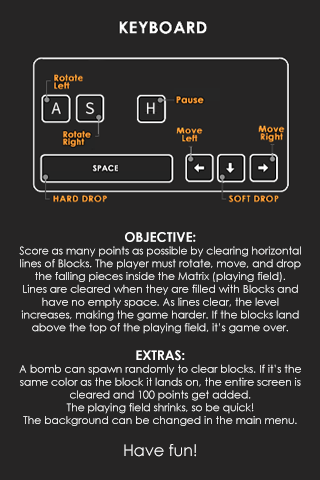 KEYBOARD
Rotate
Left
A
S
H
Pause
Rotate
Right
Move
Left
Move
Right
SPACE
HARD DROP
SOFT DROP
OBJECTIVE:
Score as many points as possible by clearing horizontal
lines of Blocks. The player must rotate, move, and drop
the falling pieces inside the Matrix (playing field).
Lines are cleared when they are filled with Blocks and
have no empty space. As lines clear, the level
increases, making the game harder. If the blocks land
above the top of the playing field, it's game over.
EXTRAS:
A bomb can spawn randomly to clear blocks. If it's the
same color as the block it lands on, the entire screen is
cleared and 100 points get added.
The playing field shrinks, so be quick!
The background can be changed in the main menu.
Have fun!